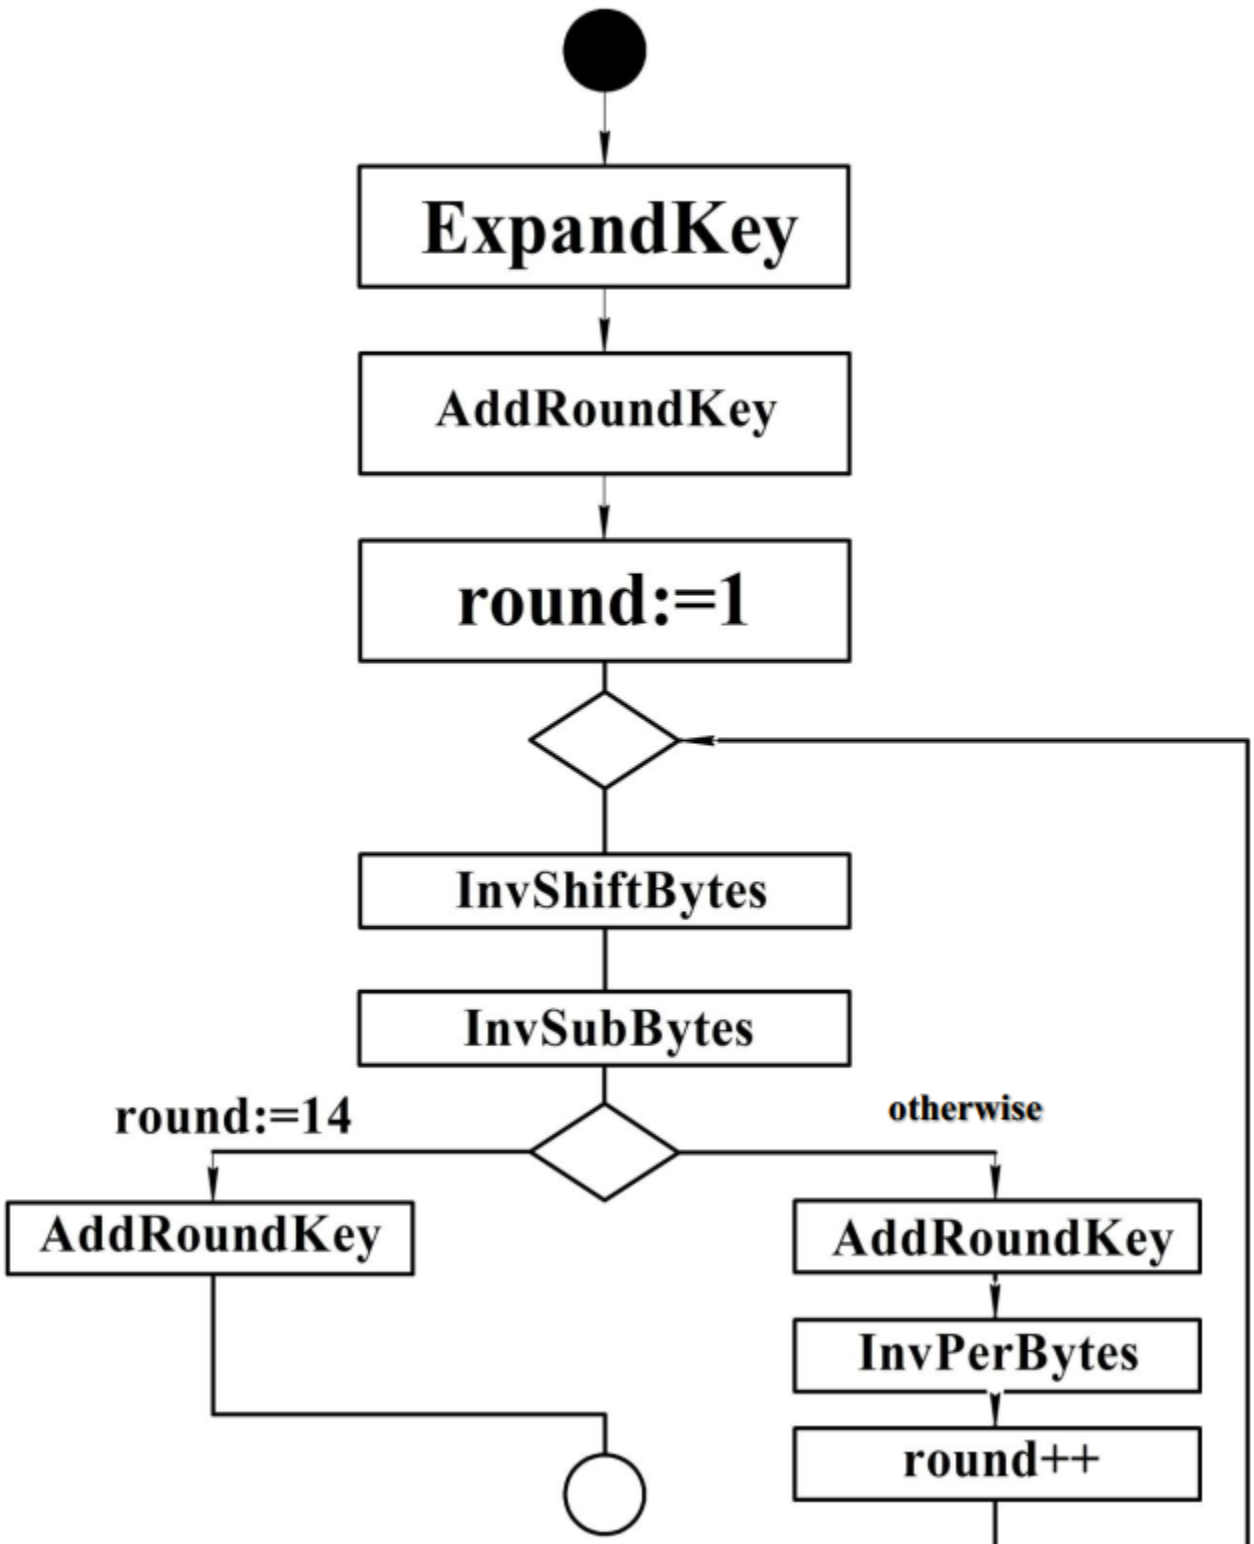 ExpandKey
AddRoundKey
round:=1
InvShiftBytes
InvSubBytes
round:=14
otherwise
AddRoundKey
AddRoundKey
InvPerBytes
round++